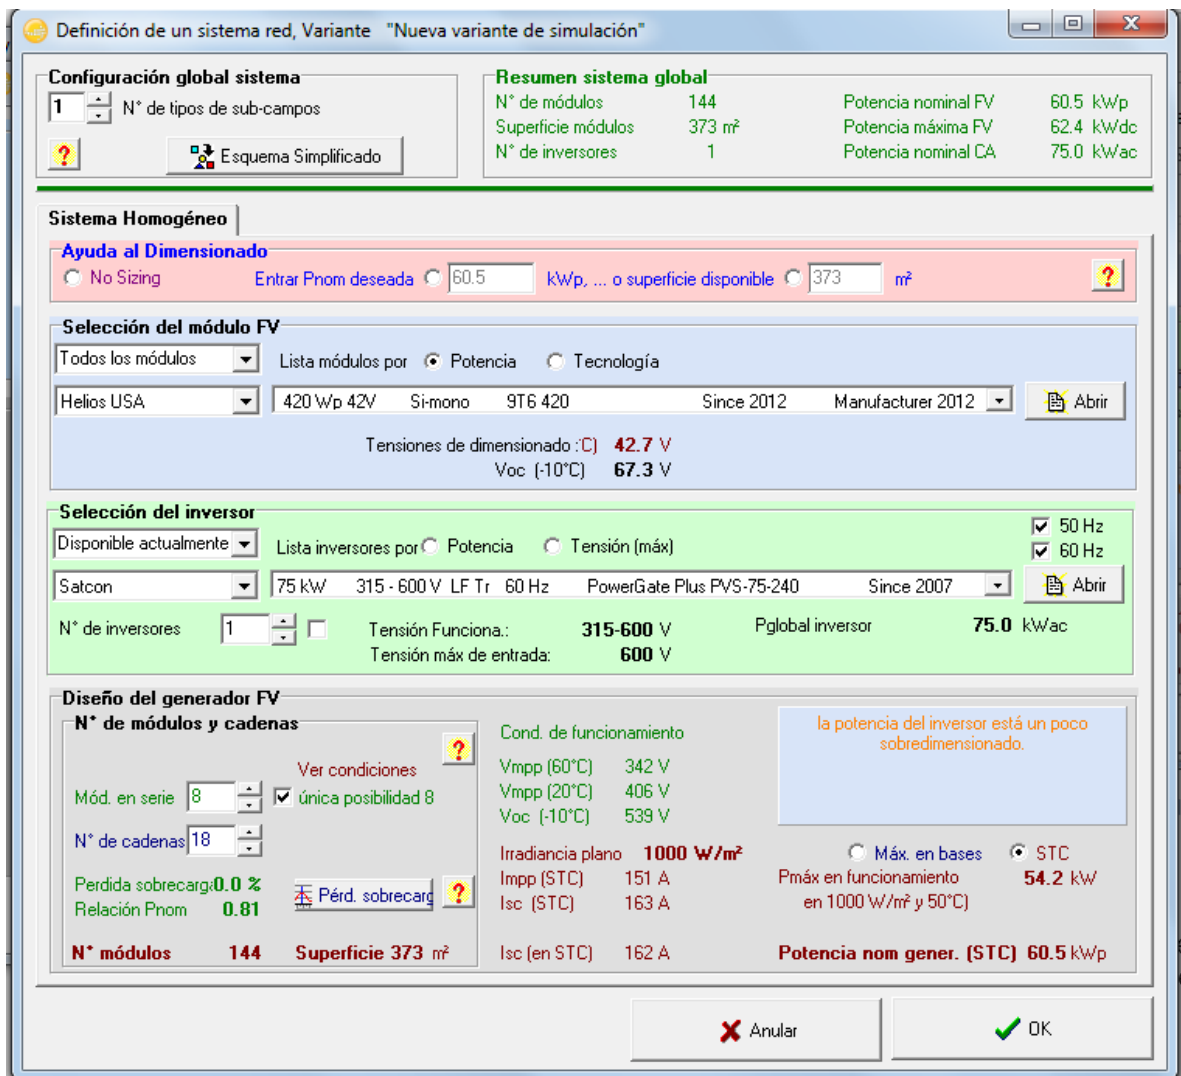 Definición de un sistema red, Variante "Nueva variante de simulación"
Configuración global sistema
1 N° de tipos de sub-campos
? Esquema Simplificado
Resumen sistema global
N° de módulos 144 Potencia nominal FV 60.5 kWp
Superficie módulos 373 m² Potencia máxima FV 62.4 kWdc
N° de inversores 1 Potencia nominal CA 75.0 kWac
Sistema Homogéneo
Ayuda al Dimensionado
No Sizing Entrar Pnom deseada 60.5 kWp, ... o superficie disponible 373 m² ?
Selección del módulo FV
Todos los módulos Lista módulos por Potencia Tecnología
Helios USA 420 Wp 42V Si-mono 9T6 420 Since 2012 Manufacturer 2012 Abrir
Tensiones de dimensionado :'C) 42.7 V
Voc (-10°C) 67.3 V
Selección del inversor
50 Hz
Disponible actualmente Lista inversores por Potencia Tensión (máx) 60 Hz
Satcon 75 kW 315 - 600 V LF Tr 60 Hz PowerGate Plus PVS-75-240 Since 2007 Abrir
N° de inversores 1 Tensión Funciona.: 315-600 V Pglobal inversor 75.0 kWac
Tensión máx de entrada: 600 V
Diseño del generador FV
N° de módulos y cadenas
?
Ver condiciones
Mód. en serie 8 única posibilidad 8
N° de cadenas 18
Perdida sobrecarga 0.0 % Pérd. sobrecarg ?
Relación Pnom 0.81
N° módulos 144 Superficie 373 m²
Cond. de funcionamiento
Vmpp (60°C) 342 V
Vmpp (20°C) 406 V
Voc (-10°C) 539 V
Irradiancia plano 1000 W/m²
Impp (STC) 151 A
Isc (STC) 163 A
Isc (en STC) 162 A
la potencia del inversor está un poco
sobredimensionado.
Máx. en bases STC
Pmáx en funcionamiento 54.2 kW
en 1000 W/m² y 50°C)
Potencia nom gener. (STC) 60.5 kWp
Anular OK